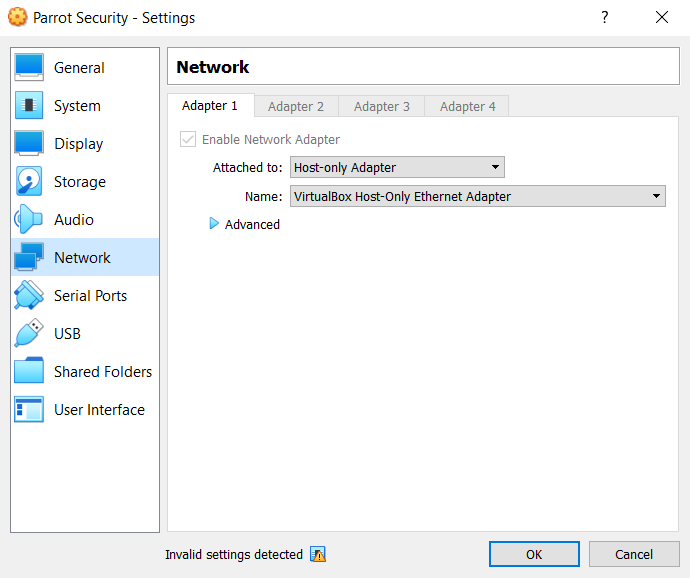 Parrot Security - Settings
?
General
System
Display
Storage
Audio
Network
Serial Ports
USB
Shared Folders
User Interface
Network
Adapter 1 Adapter 2 Adapter 3 Adapter 4
Enable Network Adapter
Attached to: Host-only Adapter
Name: VirtualBox Host-Only Ethernet Adapter
Advanced
Invalid settings detected
OK Cancel